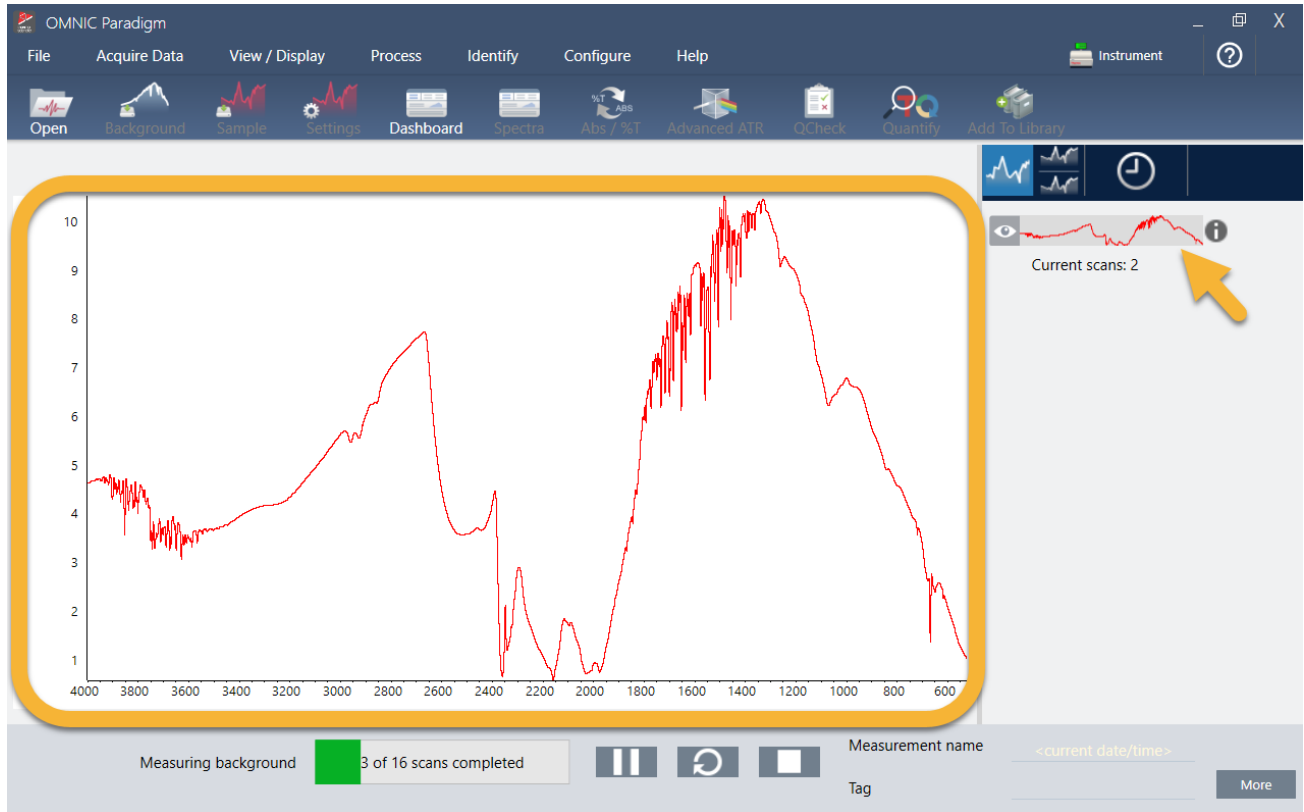 OMNIC Paradigm
_ X
File Acquire Data View / Display Process Identify Configure Help Instrument ?
%T ABS
Open Background Sample Settings Dashboard Spectra Abs / %T Advanced ATR QCheck Quantify Add To Library
i
Current scans: 2
10
9
8
7
6
5
4
3
2
1
4000 3800 3600 3400 3200 3000 2800 2600 2400 2200 2000 1800 1600 1400 1200 1000 800 600
Measuring background 3 of 16 scans completed
Measurement name <current date/time>
Tag
More